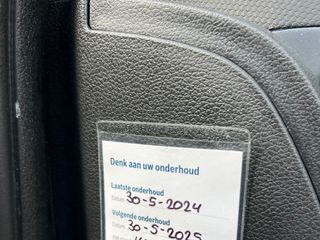 Denk aan uw onderhoud
Laatste onderhoud
Datum 30-5-2024
Volgende onderhoud
Datum 30-5-2025